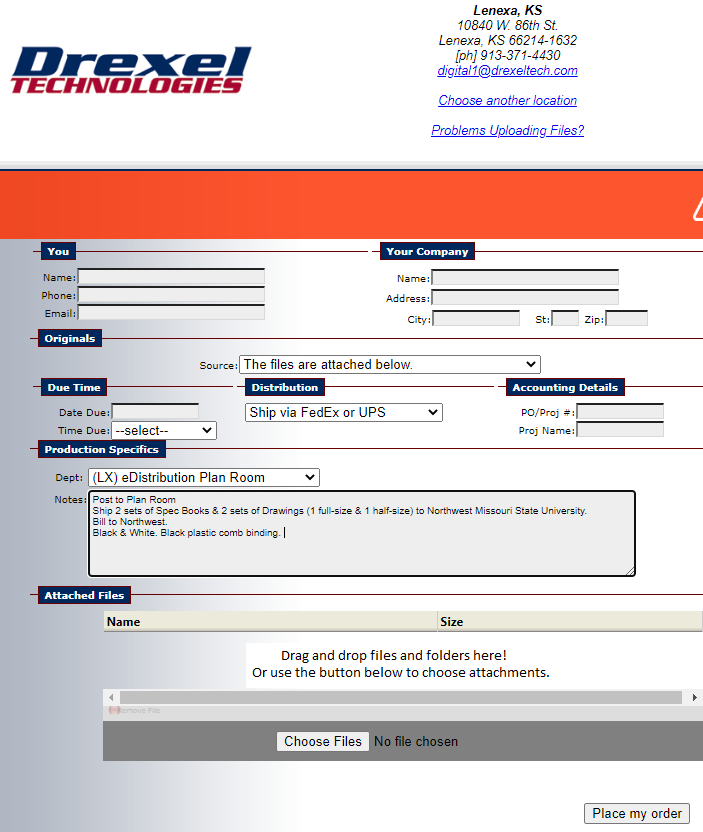 Drexel
TECHNOLOGIES
Lenexa, KS
10840 W. 86th St.
Lenexa, KS 66214-1632
[ph] 913-371-4430
digital1@drexeltech.com
Choose another location
Problems Uploading Files?
You
Name:
Phone:
Email:
Your Company
Name:
Address:
City: St: Zip:
Originals
Source: The files are attached below.
Due Time
Date Due:
Time Due: --select--
Distribution
Ship via FedEx or UPS
Accounting Details
PO/Proj #:
Proj Name:
Production Specifics
Dept: (LX) eDistribution Plan Room
Notes: Post to Plan Room
Ship 2 sets of Spec Books & 2 sets of Drawings (1 full-size & 1 half-size) to Northwest Missouri State University.
Bill to Northwest.
Black & White. Black plastic comb binding.
Attached Files
Name Size
Drag and drop files and folders here!
Or use the button below to choose attachments.
Remove File
Choose Files No file chosen
Place my order